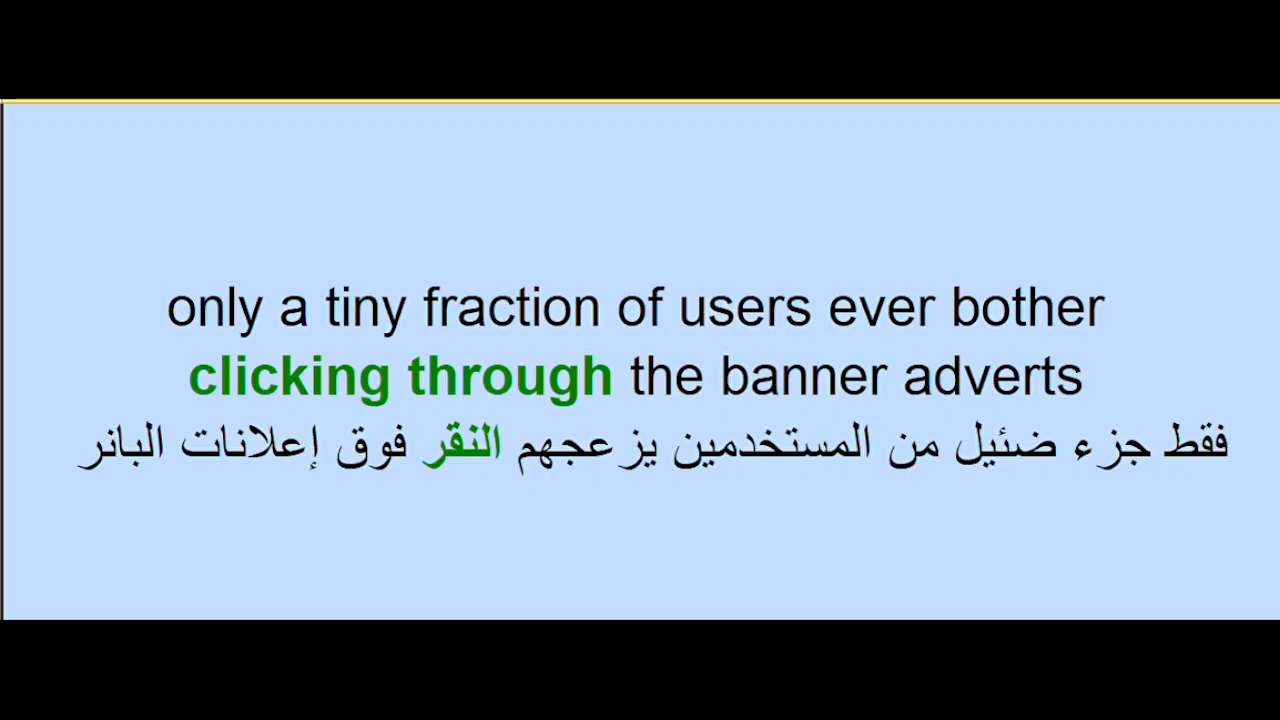 only a tiny fraction of users ever bother
clicking through the banner adverts
فقط جزء ضئيل من المستخدمين يزعجهم النقر فوق إعلانات البانر